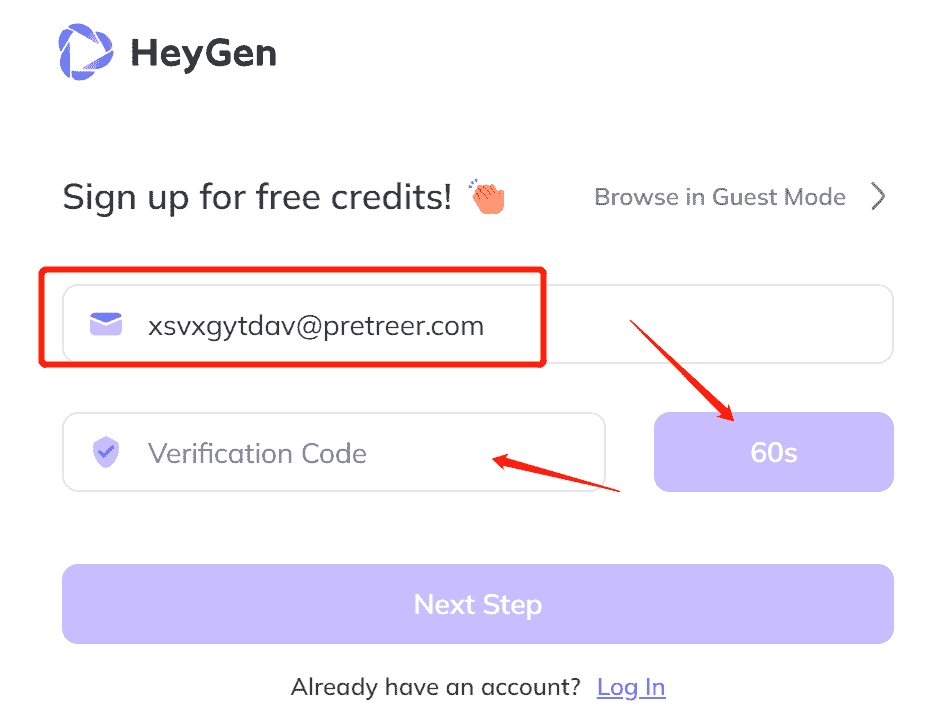 HeyGen
Sign up for free credits!
Browse in Guest Mode
xsvxgytdav@pretreer.com
Verification Code
60s
Next Step
Already have an account? Log In